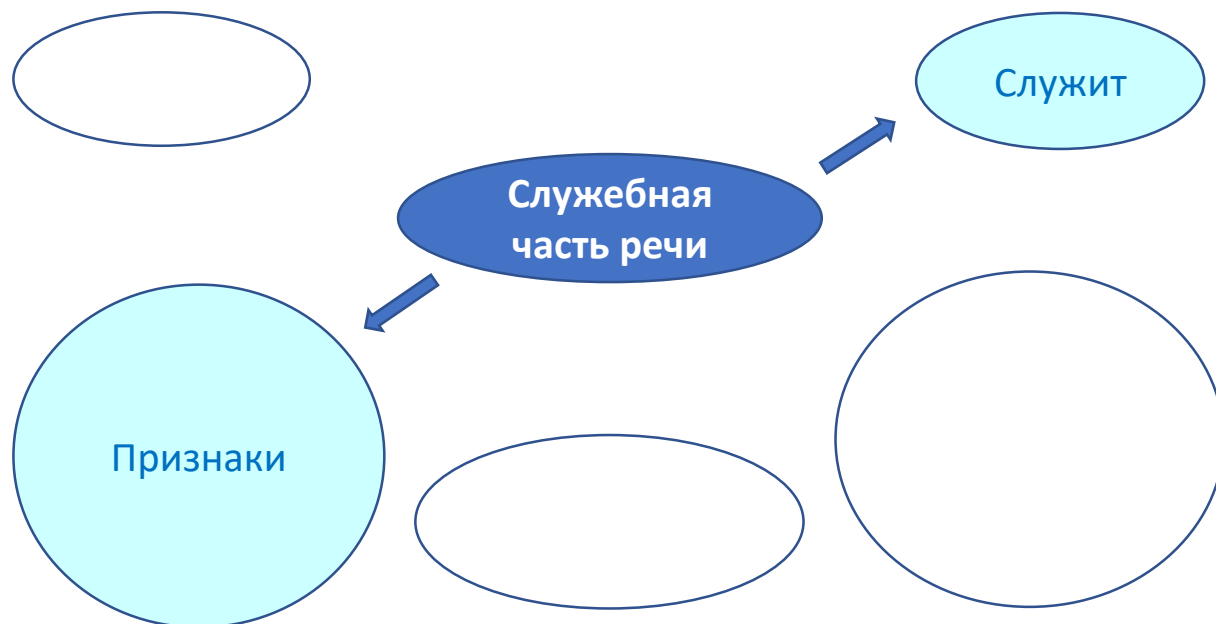 Служит
Служебная
часть речи
Признаки